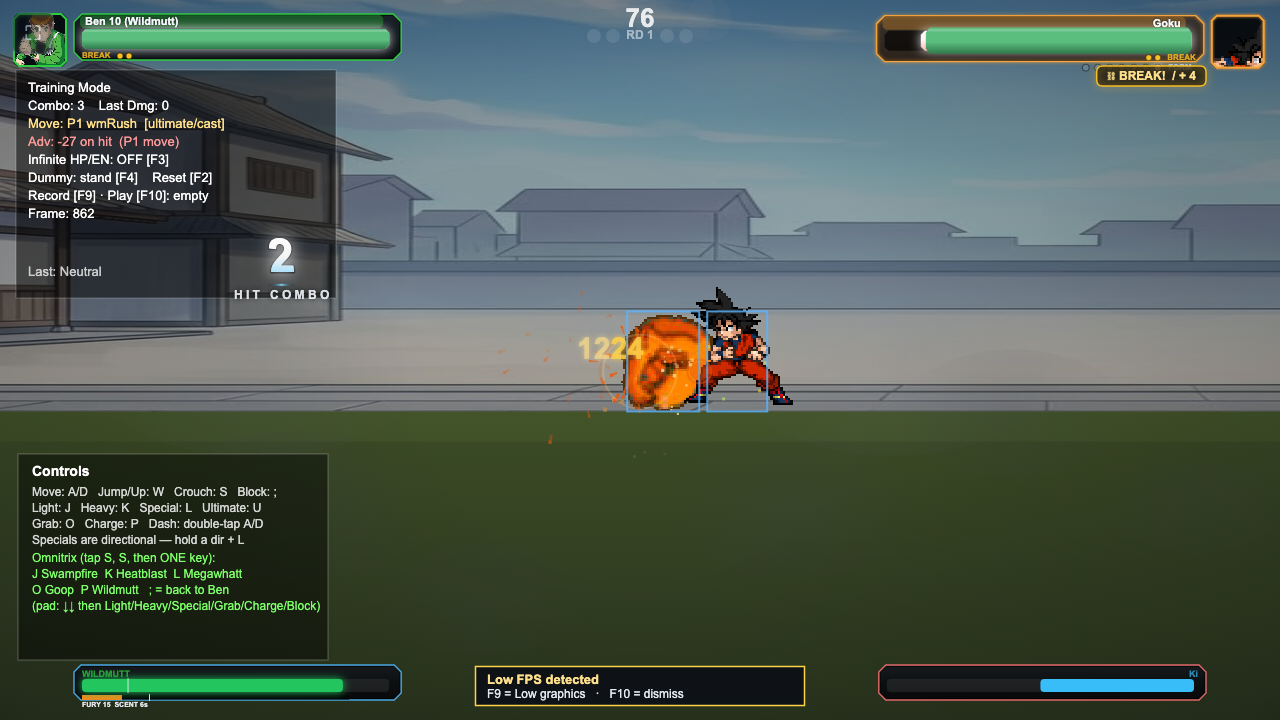 Ben 10 (Wildmutt)
BREAK
76
RD 1
Goku
BREAK
BREAK! / + 4
Training Mode
Combo: 3 Last Dmg: 0
Move: P1 wmRush [ultimate/cast]
Adv: -27 on hit (P1 move)
Infinite HP/EN: OFF [F3]
Dummy: stand [F4] Reset [F2]
Record [F9] · Play [F10]: empty
Frame: 862
Last: Neutral
2
HIT COMBO
1224
Controls
Move: A/D Jump/Up: W Crouch: S Block: ;
Light: J Heavy: K Special: L Ultimate: U
Grab: O Charge: P Dash: double-tap A/D
Specials are directional — hold a dir + L
Omnitrix (tap S, S, then ONE key):
J Swampfire K Heatblast L Megawhatt
O Goop P Wildmutt ; = back to Ben
(pad: ↓↓ then Light/Heavy/Special/Grab/Charge/Block)
WILDMUTT
FURY 15 SCENT 6s
Low FPS detected
F9 = Low graphics · F10 = dismiss
Ki